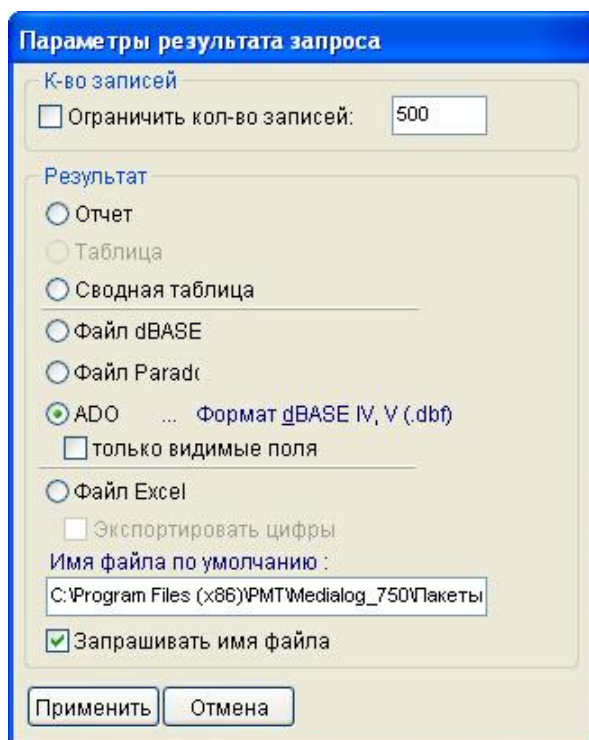 Параметры результата запроса
К-во записей
Ограничить кол-во записей: 500
Результат
Отчет
Таблица
Сводная таблица
Файл dBASE
Файл Parado
ADO ... Формат dBASE IV, V (.dbf)
только видимые поля
Файл Excel
Экспортировать цифры
Имя файла по умолчанию :
C:\Program Files (x86)\PMT\Medialog_750\Пакеты
Запрашивать имя файла
Применить Отмена